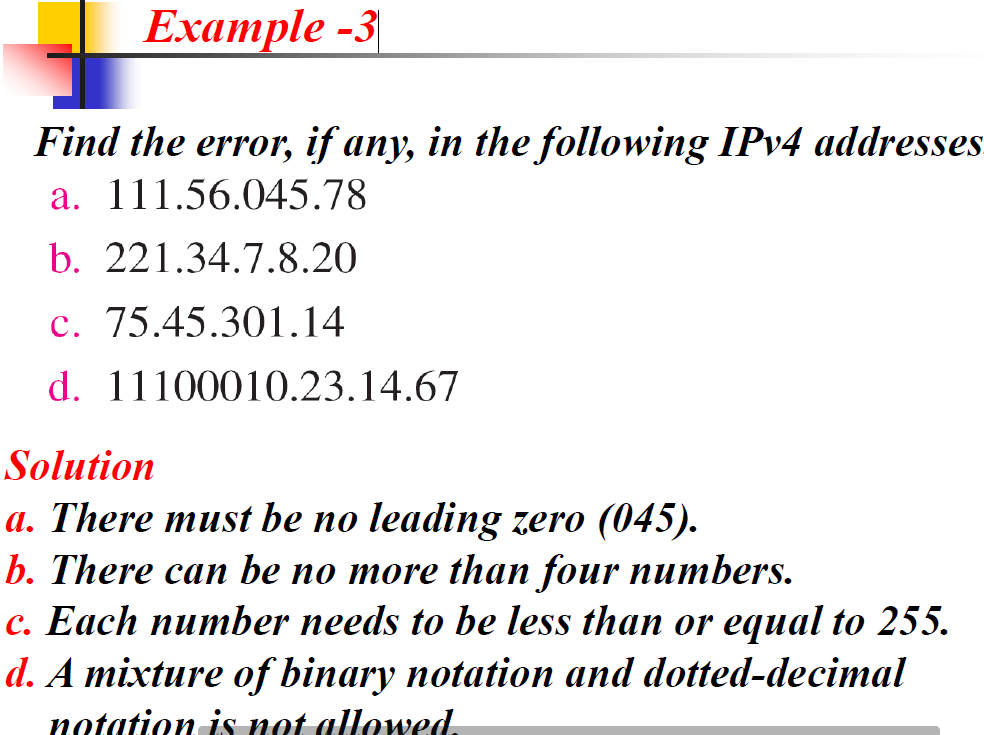 Example -3
Find the error, if any, in the following IPv4 addresses.
a. 111.56.045.78
b. 221.34.7.8.20
c. 75.45.301.14
d. 11100010.23.14.67
Solution
a. There must be no leading zero (045).
b. There can be no more than four numbers.
c. Each number needs to be less than or equal to 255.
d. A mixture of binary notation and dotted-decimal
notation is not allowed.